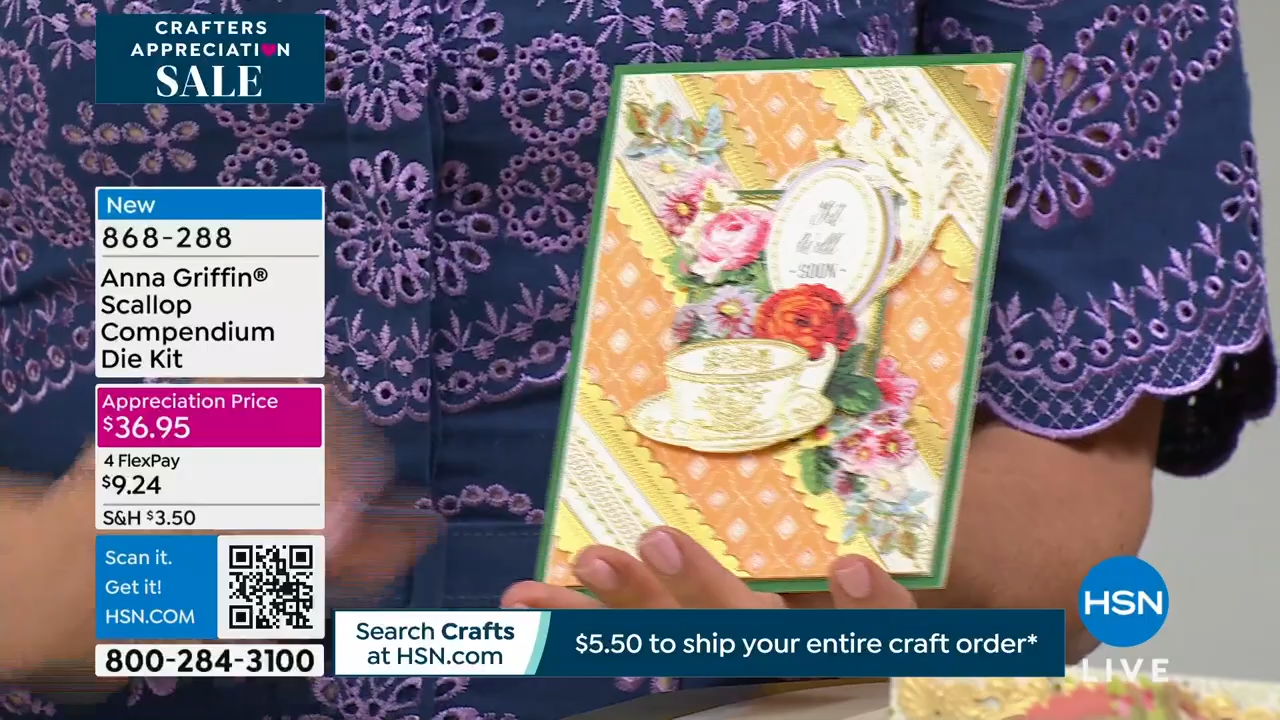 CRAFTERS
APPRECIATION
SALE
New
868-288
Anna Griffin®
Scallop
Compendium
Die Kit
Appreciation Price
$36.95
4 FlexPay
$9.24
S&H $3.50
Scan it.
Get it!
HSN.COM
800-284-3100
Search Crafts
at HSN.com
$5.50 to ship your entire craft order*
HSN
LIVE
-SOON-